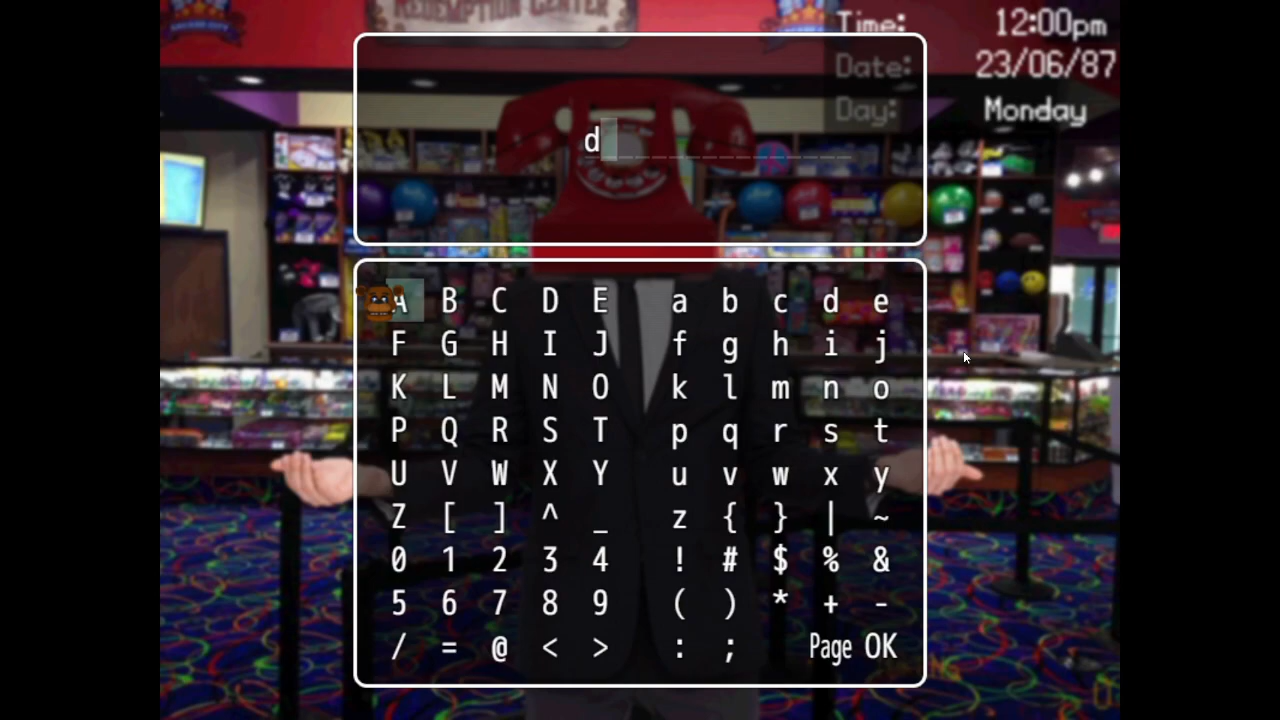 REDEMPTION CENTER
Time: 12:00pm
Date: 23/06/87
Day: Monday
d
A B C D E a b c d e
F G H I J f g h i j
K L M N O k l m n o
P Q R S T p q r s t
U V W X Y u v w x y
Z [ ] ^ _ z { } | ~
0 1 2 3 4 ! # $ % &
5 6 7 8 9 ( ) * + -
/ = @ < > : ; Page OK